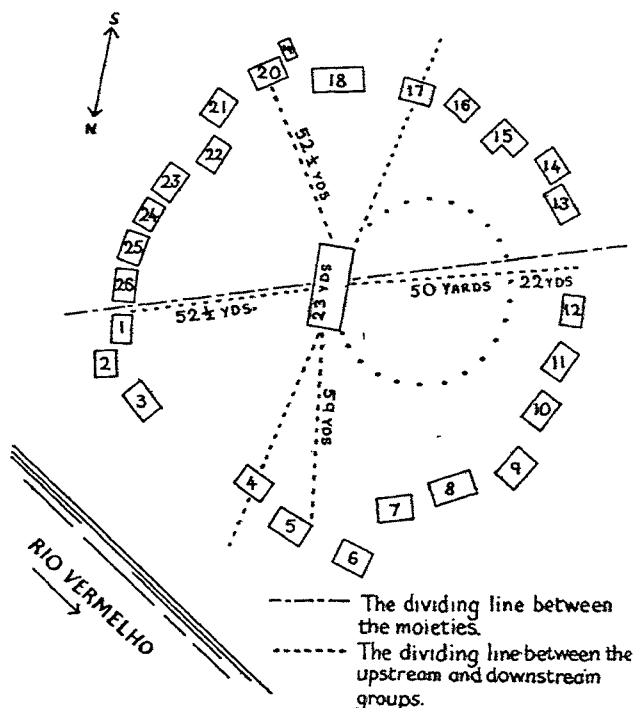 S
N
20
18
17
16
15
14
13
21
22
23
24
25
26
1
2
3
52½ YDS
23 YDS
52½ YDS.
50 YARDS
22 YDS
59 YDS
12
11
10
9
8
7
6
5
4
RIO VERMELHO
The dividing line between
the moieties.
The dividing line between the
upstream and downstream
groups.